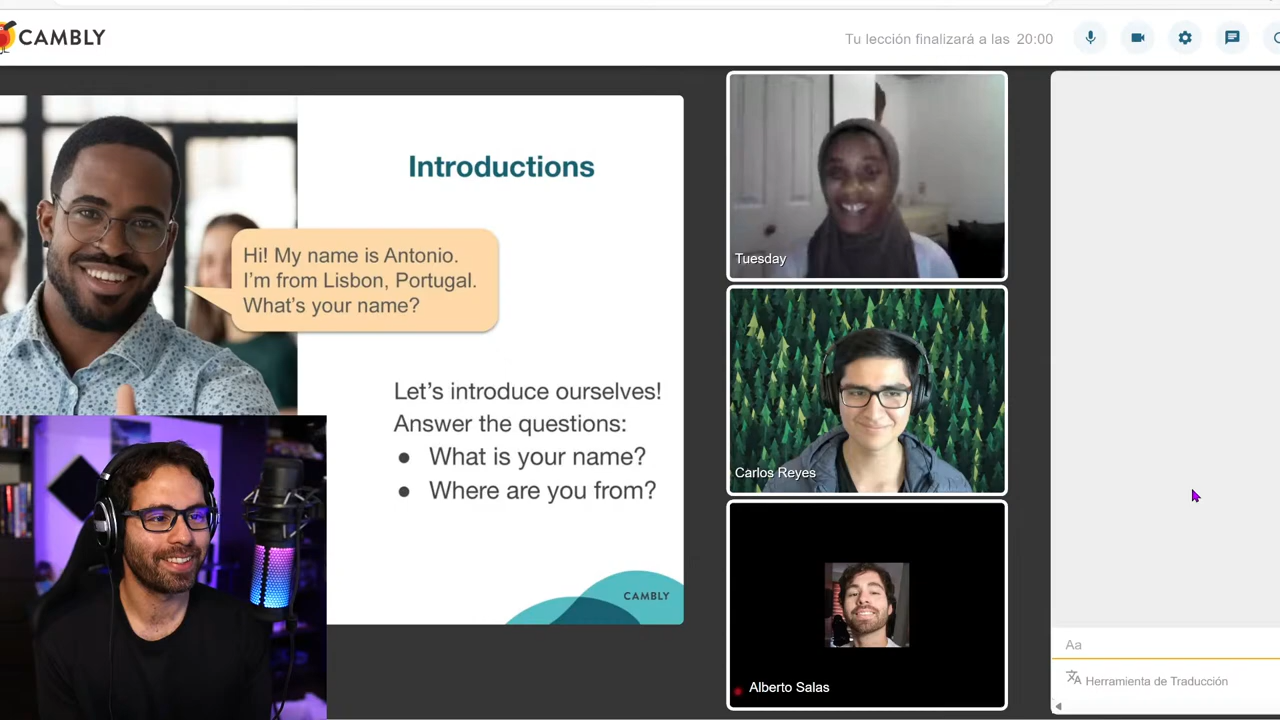 CAMBLY
Tu lección finalizará a las 20:00
Introductions
Hi! My name is Antonio.
I'm from Lisbon, Portugal.
What's your name?
Let's introduce ourselves!
Answer the questions:
● What is your name?
● Where are you from?
CAMBLY
Tuesday
Carlos Reyes
Alberto Salas
Aa
Herramienta de Traducción